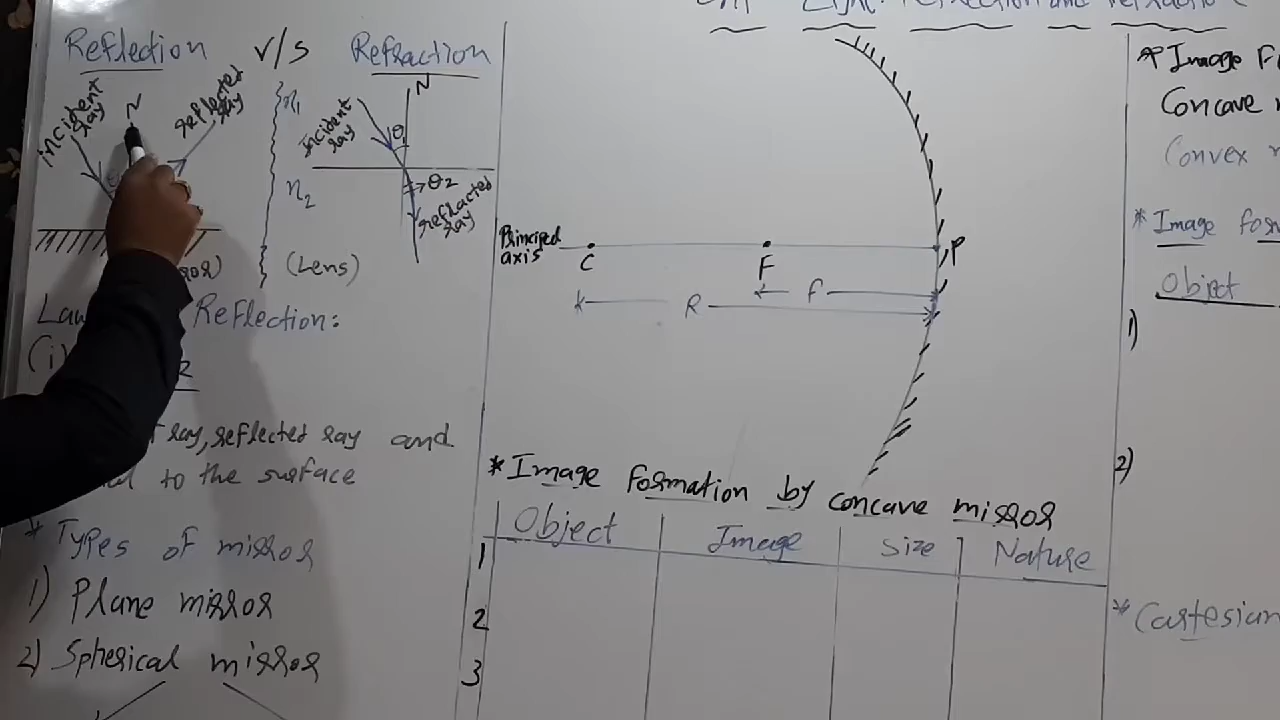 Reflection v/s Refraction
incident ray
N
reflected ray
n1
n2
incident ray
N
θ
θ2
refracted ray
(Lens)
Reflection:
(i)
ray, reflected ray and
to the surface
* Types of mirror
1) Plane mirror
2) Spherical mirror
Principal axis
C
F
P
f
R
* Image formation by concave mirror
Object Image Size Nature
1
2
3
* Image F
Concave
Convex
* Image for
Object
1)
2)
* Cartesian